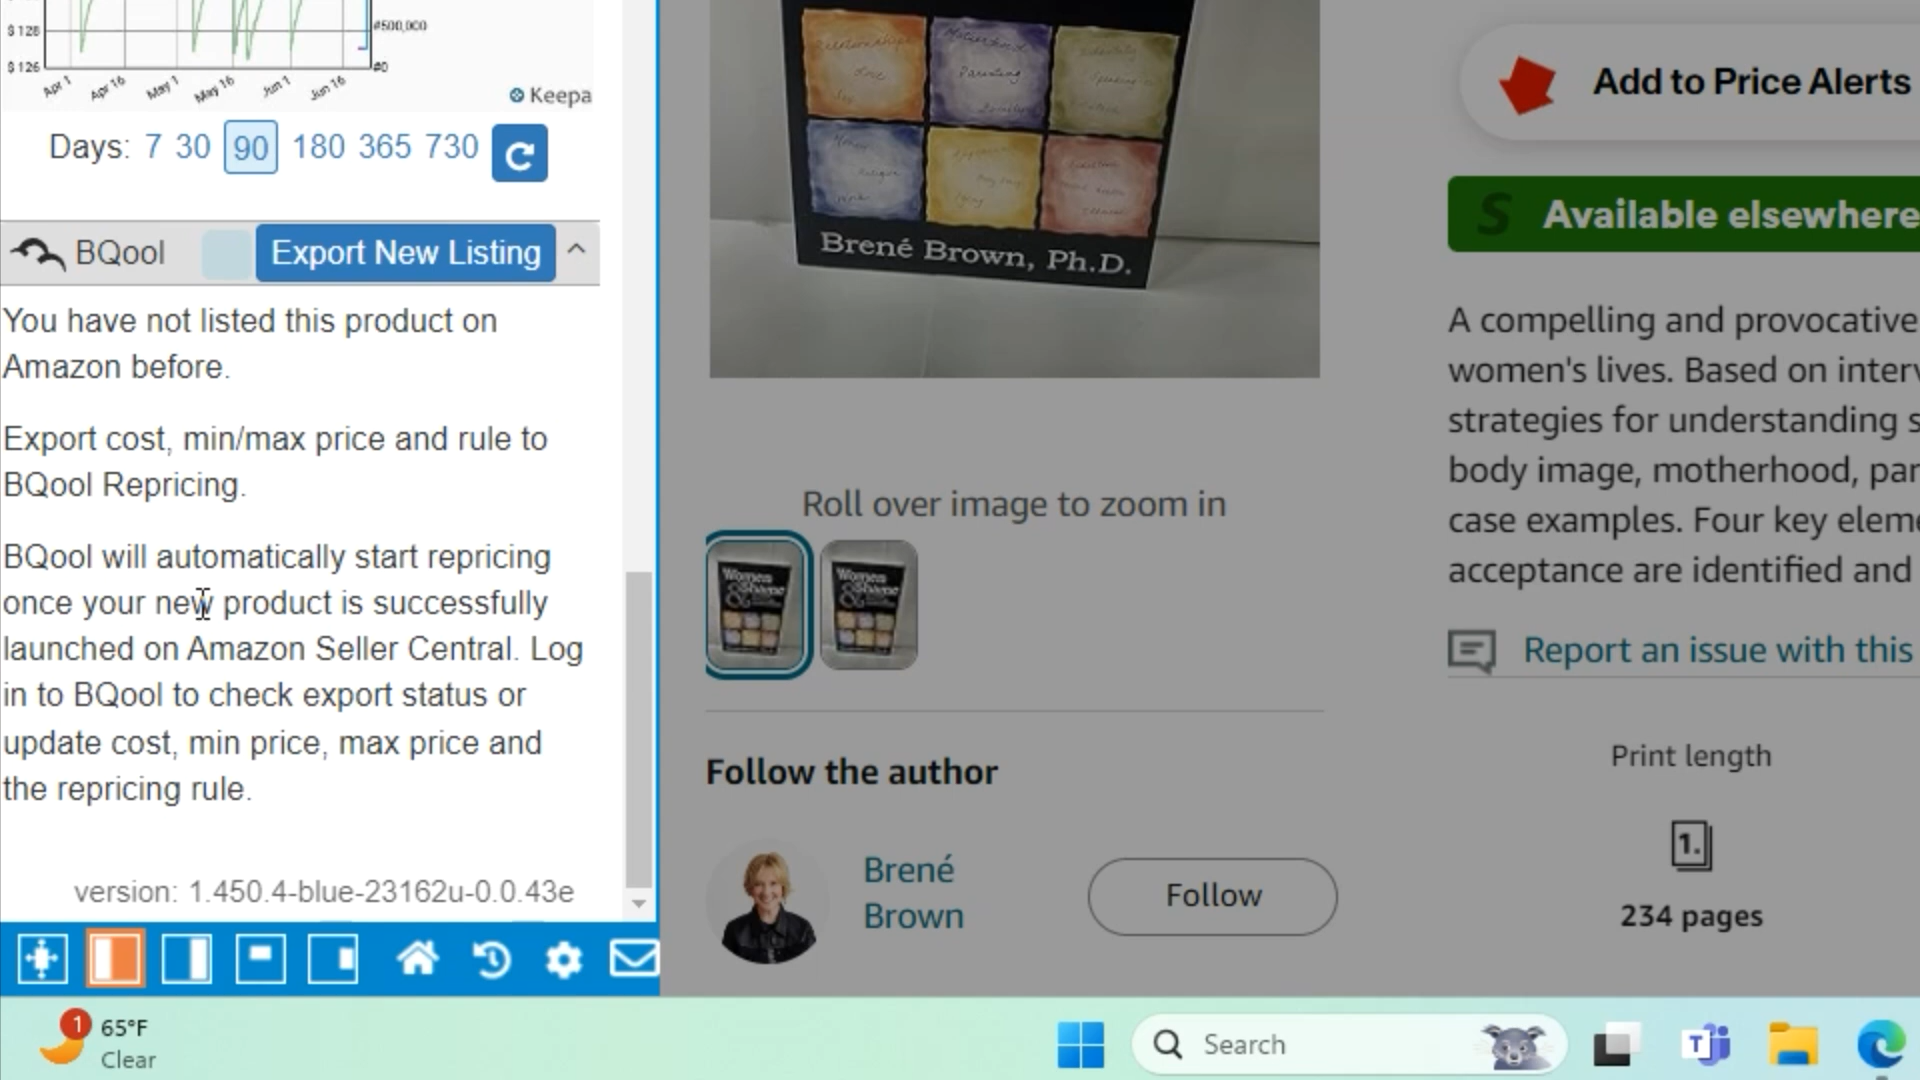 $ 128
#500,000
$ 126
#0
Apr 1
Apr 16
May 1
May 16
Jun 1
Jun 16
Keepa
Days: 7 30 90 180 365 730
BQool
Export New Listing
You have not listed this product on
Amazon before.
Export cost, min/max price and rule to
BQool Repricing.
BQool will automatically start repricing
once your new product is successfully
launched on Amazon Seller Central. Log
in to BQool to check export status or
update cost, min price, max price and
the repricing rule.
version: 1.450.4-blue-23162u-0.0.43e
Parenting
Brené Brown, Ph.D.
Roll over image to zoom in
Women
&Shame
Women
&Shame
Follow the author
Brené
Brown
Follow
Add to Price Alerts
S Available elsewhere
A compelling and provocative
women's lives. Based on interv
strategies for understanding s
body image, motherhood, par
case examples. Four key eleme
acceptance are identified and
Report an issue with this
Print length
1.
234 pages
1
65°F
Clear
Search
T